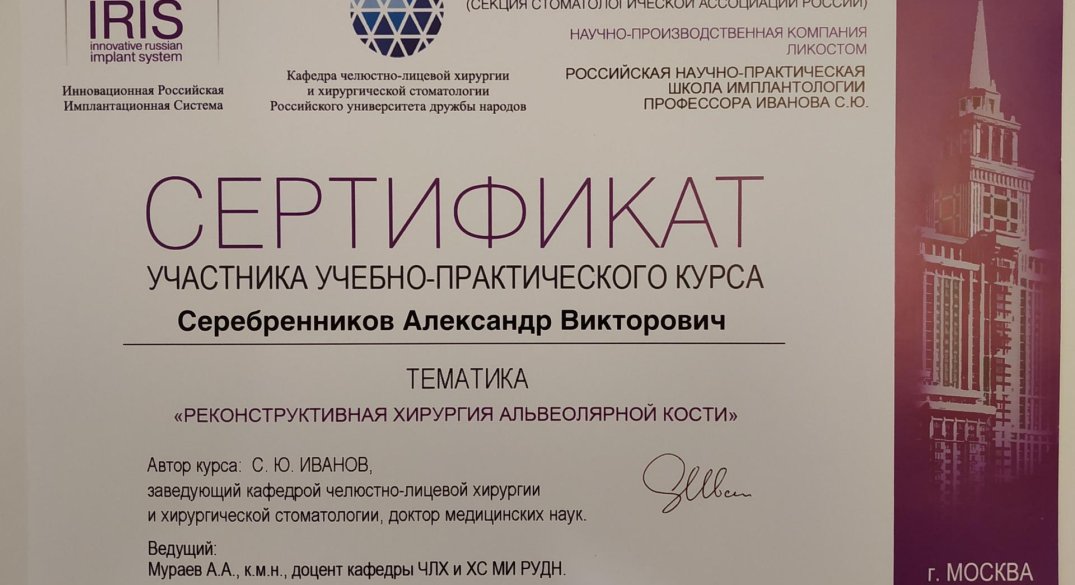 (СЕКЦИЯ СТОМАТОЛОГИЧЕСКОЙ АССОЦИАЦИИ РОССИИ)
IRIS
innovative russian
implant system
Инновационная Российская
Имплантационная Система
Кафедра челюстно-лицевой хирургии
и хирургической стоматологии
Российского университета дружбы народов
НАУЧНО-ПРОИЗВОДСТВЕННАЯ КОМПАНИЯ
ЛИКОСТОМ
РОССИЙСКАЯ НАУЧНО-ПРАКТИЧЕСКАЯ
ШКОЛА ИМПЛАНТОЛОГИИ
ПРОФЕССОРА ИВАНОВА С.Ю.
СЕРТИФИКАТ
УЧАСТНИКА УЧЕБНО-ПРАКТИЧЕСКОГО КУРСА
Серебренников Александр Викторович
ТЕМАТИКА
«РЕКОНСТРУКТИВНАЯ ХИРУРГИЯ АЛЬВЕОЛЯРНОЙ КОСТИ»
Автор курса: С. Ю. ИВАНОВ,
заведующий кафедрой челюстно-лицевой хирургии
и хирургической стоматологии, доктор медицинских наук.
Ведущий:
Мураев А.А., к.м.н., доцент кафедры ЧЛХ и ХС МИ РУДН.
г. МОСКВА